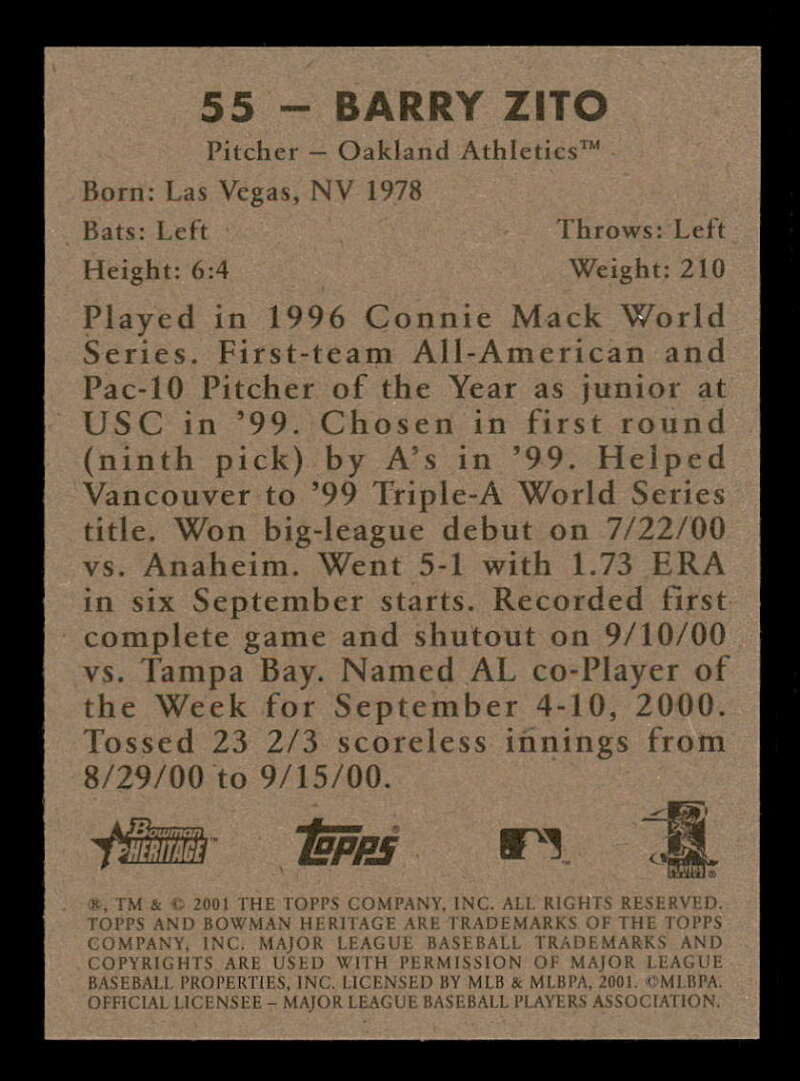 55 – BARRY ZITO
Pitcher – Oakland Athletics™
Born: Las Vegas, NV 1978
Bats: Left Throws: Left
Height: 6:4 Weight: 210
Played in 1996 Connie Mack World
Series. First-team All-American and
Pac-10 Pitcher of the Year as junior at
USC in ’99. Chosen in first round
(ninth pick) by A’s in ’99. Helped
Vancouver to ’99 Triple-A World Series
title. Won big-league debut on 7/22/00
vs. Anaheim. Went 5-1 with 1.73 ERA
in six September starts. Recorded first
complete game and shutout on 9/10/00
vs. Tampa Bay. Named AL co-Player of
the Week for September 4-10, 2000.
Tossed 23 2/3 scoreless innings from
8/29/00 to 9/15/00.
Bowman
HERITAGE™
Topps®
®, TM & © 2001 THE TOPPS COMPANY, INC. ALL RIGHTS RESERVED.
TOPPS AND BOWMAN HERITAGE ARE TRADEMARKS OF THE TOPPS
COMPANY, INC. MAJOR LEAGUE BASEBALL TRADEMARKS AND
COPYRIGHTS ARE USED WITH PERMISSION OF MAJOR LEAGUE
BASEBALL PROPERTIES, INC. LICENSED BY MLB & MLBPA, 2001. ©MLBPA.
OFFICIAL LICENSEE – MAJOR LEAGUE BASEBALL PLAYERS ASSOCIATION.